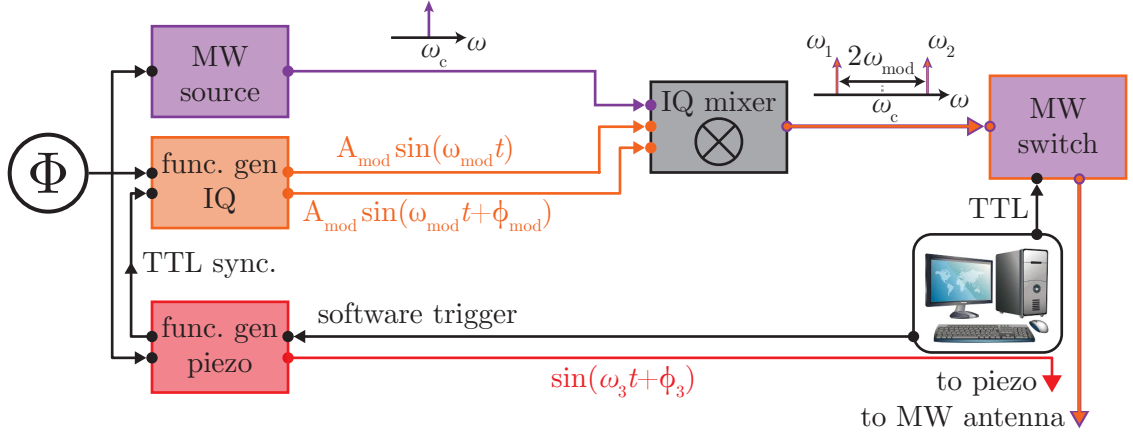 MW
source
ω_c
ω
IQ mixer
ω_1
ω_2
2ω_mod
ω_c
ω
MW
switch
Φ
func. gen
IQ
A_mod sin(ω_mod t)
A_mod sin(ω_mod t+ϕ_mod)
TTL
TTL sync.
func. gen
piezo
software trigger
sin(ω_3 t+ϕ_3)
to piezo
to MW antenna